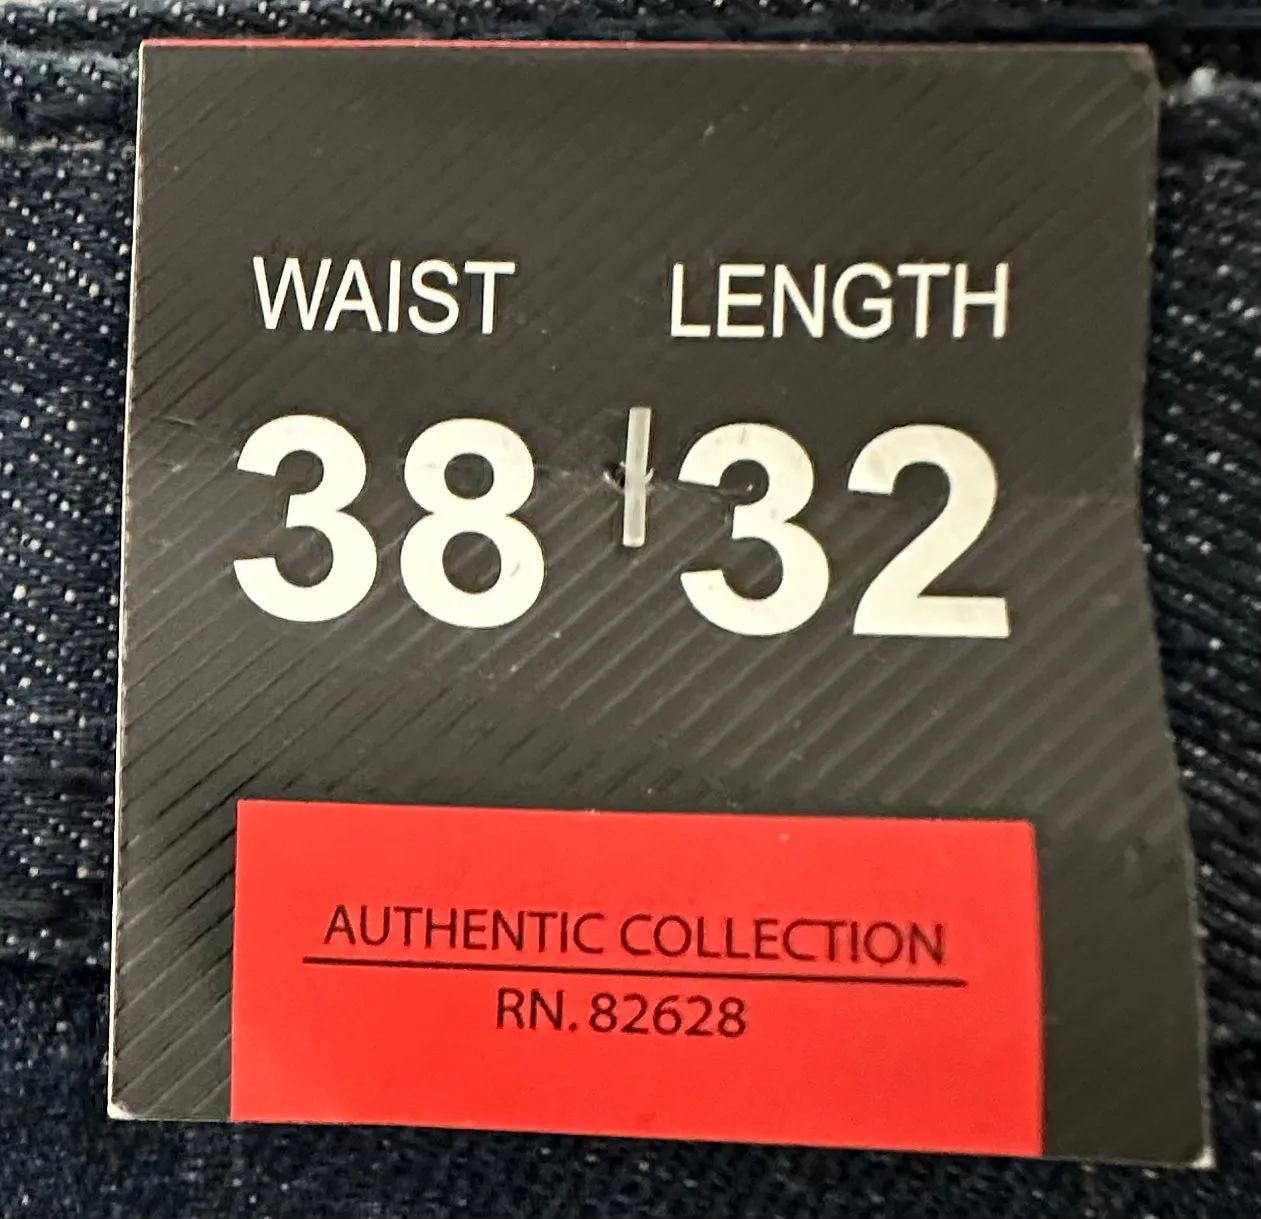 WAIST LENGTH
38 32
AUTHENTIC COLLECTION
RN. 82628